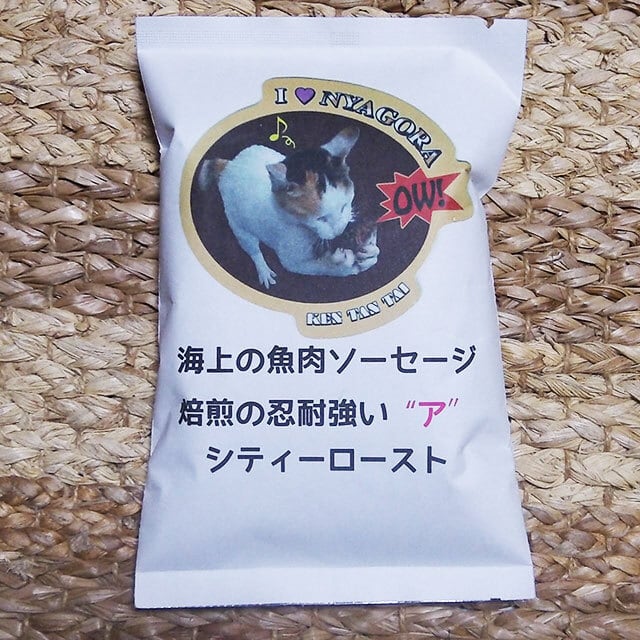 I ♥ NYAGORA
OW!
KEN TAN TAI
海上の魚肉ソーセージ
焙煎の忍耐強い“ア”
シティーロースト